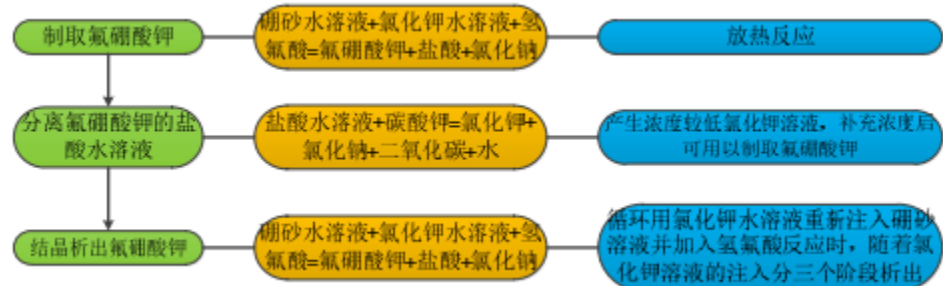 制取氟硼酸钾
硼砂水溶液+氯化钾水溶液+氢
氟酸=氟硼酸钾+盐酸+氯化钠
放热反应
分离氟硼酸钾的盐
酸水溶液
盐酸水溶液+碳酸钾=氯化钾+
氯化钠+二氧化碳+水
产生浓度较低氯化钾溶液，补充浓度后
可用以制取氟硼酸钾
结晶析出氟硼酸钾
硼砂水溶液+氯化钾水溶液+氢
氟酸=氟硼酸钾+盐酸+氯化钠
循环用氯化钾水溶液重新注入硼砂
溶液并加入氢氟酸反应时，随着氯
化钾溶液的注入分三个阶段析出